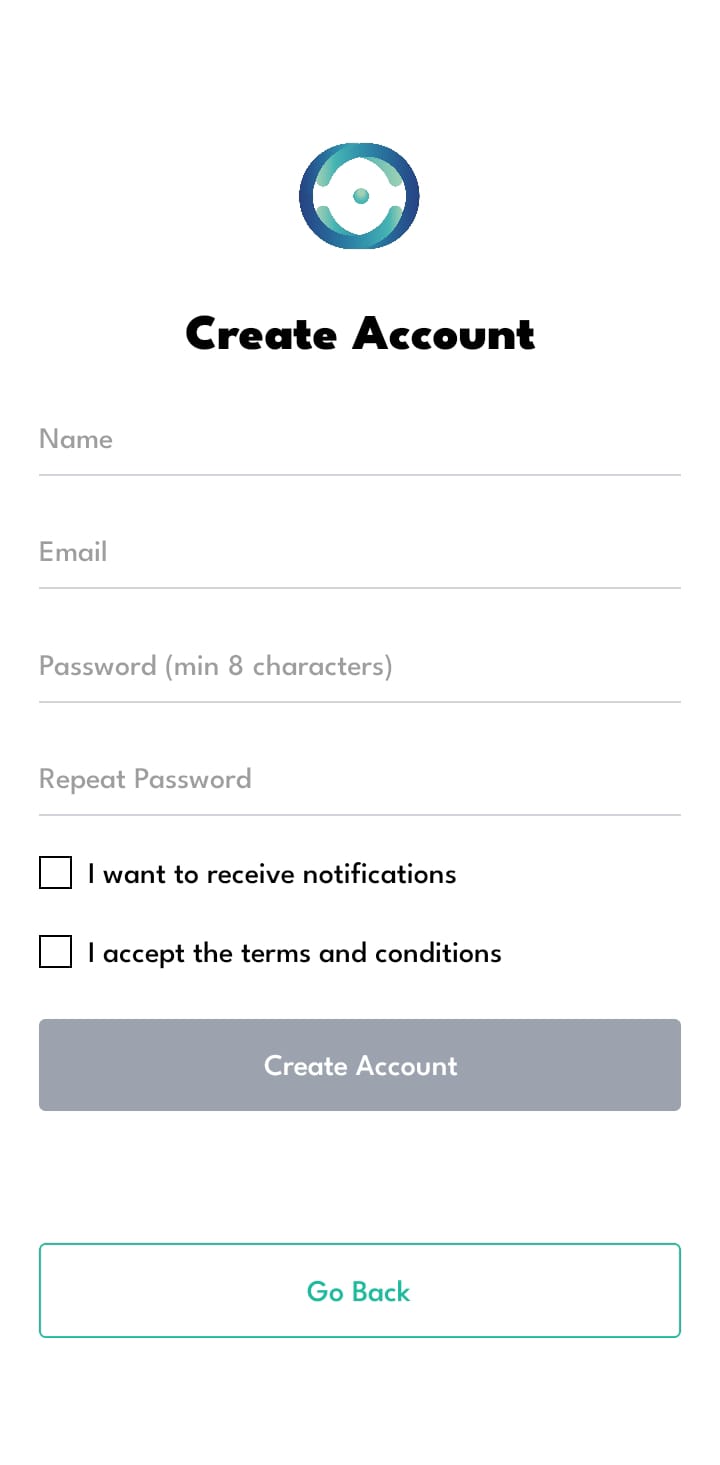 Create Account
Name
Email
Password (min 8 characters)
Repeat Password
I want to receive notifications
I accept the terms and conditions
Create Account
Go Back